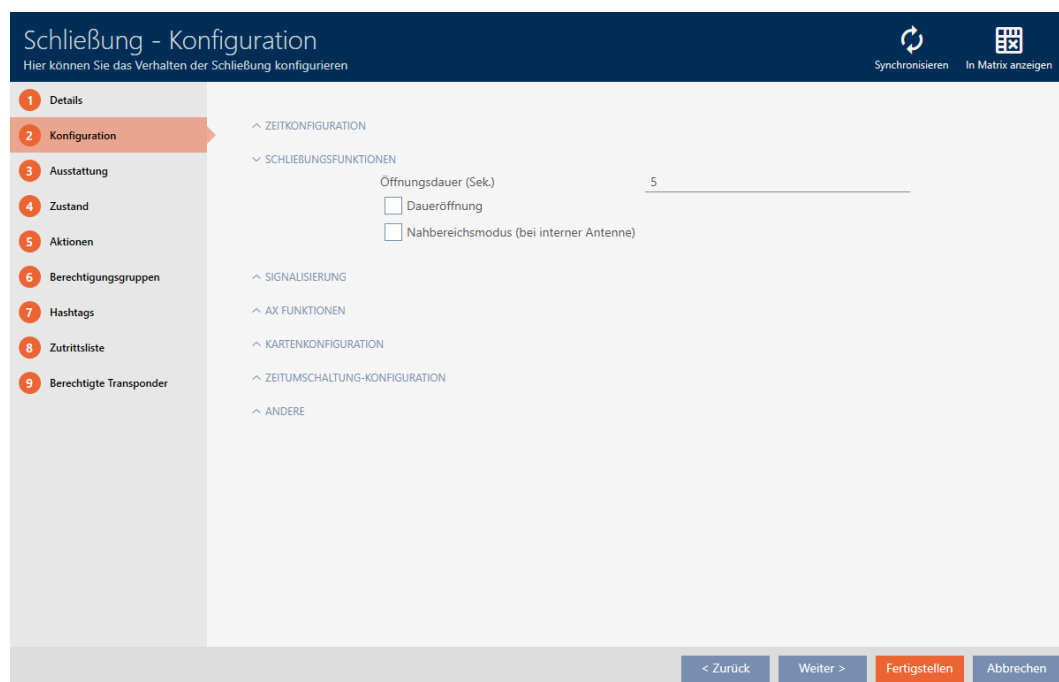 Schließung - Konfiguration
Hier können Sie das Verhalten der Schließung konfigurieren
Synchronisieren
In Matrix anzeigen
1 Details
2 Konfiguration
3 Ausstattung
4 Zustand
5 Aktionen
6 Berechtigungsgruppen
7 Hashtags
8 Zutrittsliste
9 Berechtigte Transponder
ZEITKONFIGURATION
SCHLIEßUNGSFUNKTIONEN
Öffnungsdauer (Sek.) 5
Daueröffnung
Nahbereichsmodus (bei interner Antenne)
SIGNALISIERUNG
AX FUNKTIONEN
KARTENKONFIGURATION
ZEITUMSCHALTUNG-KONFIGURATION
ANDERE
< Zurück
Weiter >
Fertigstellen
Abbrechen